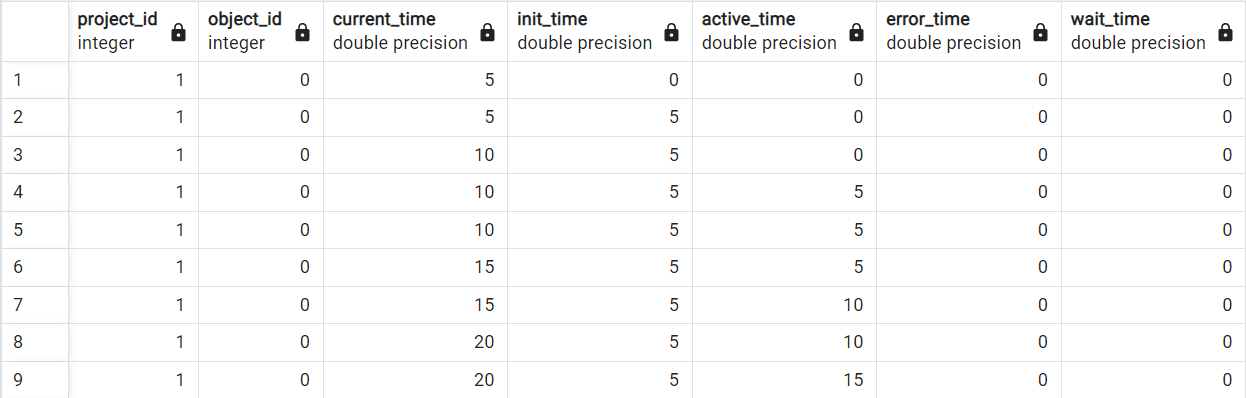 project_id object_id current_time init_time active_time error_time wait_time
integer integer double precision double precision double precision double precision double precision
1 1 0 5 0 0 0 0
2 1 0 5 5 0 0 0
3 1 0 10 5 0 0 0
4 1 0 10 5 5 0 0
5 1 0 10 5 5 0 0
6 1 0 15 5 5 0 0
7 1 0 15 5 10 0 0
8 1 0 20 5 10 0 0
9 1 0 20 5 15 0 0